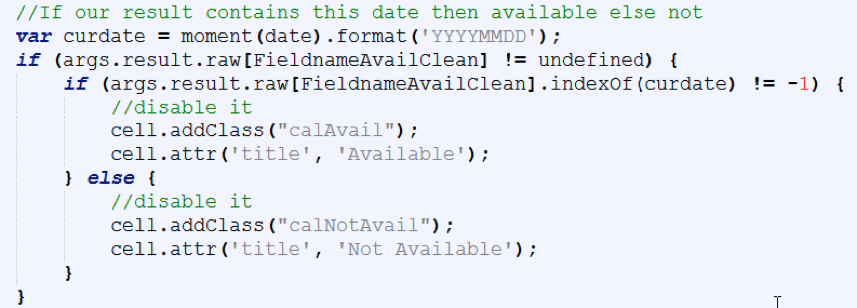 //If our result contains this date then available else not
var curdate = moment(date).format('YYYYMMDD');
if (args.result.raw[FieldnameAvailClean] != undefined) {
if (args.result.raw[FieldnameAvailClean].indexOf(curdate) != -1) {
//disable it
cell.addClass("calAvail");
cell.attr('title', 'Available');
} else {
//disable it
cell.addClass("calNotAvail");
cell.attr('title', 'Not Available');
}
}